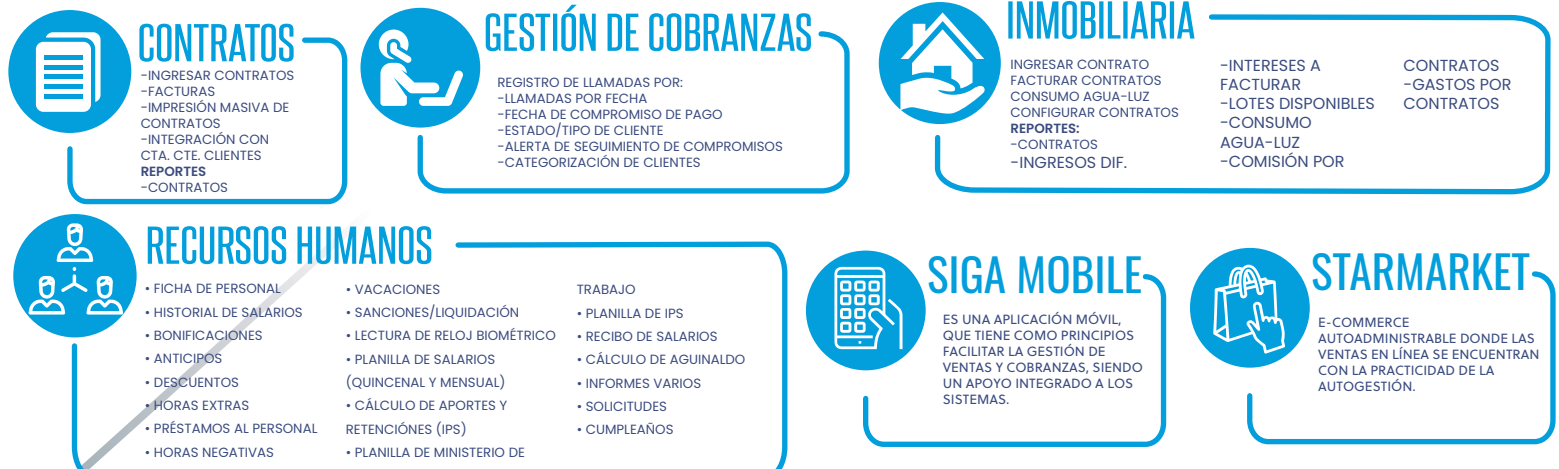 CONTRATOS
-INGRESAR CONTRATOS
-FACTURAS
-IMPRESIÓN MASIVA DE
CONTRATOS
-INTEGRACIÓN CON
CTA. CTE. CLIENTES
REPORTES
-CONTRATOS
GESTIÓN DE COBRANZAS
REGISTRO DE LLAMADAS POR:
-LLAMADAS POR FECHA
-FECHA DE COMPROMISO DE PAGO
-ESTADO/TIPO DE CLIENTE
-ALERTA DE SEGUIMIENTO DE COMPROMISOS
-CATEGORIZACIÓN DE CLIENTES
INMOBILIARIA
INGRESAR CONTRATO
FACTURAR CONTRATOS
CONSUMO AGUA-LUZ
CONFIGURAR CONTRATOS
REPORTES:
-CONTRATOS
-INGRESOS DIF.
-INTERESES A
FACTURAR
-LOTES DISPONIBLES
-CONSUMO
AGUA-LUZ
-COMISIÓN POR
CONTRATOS
-GASTOS POR
CONTRATOS
RECURSOS HUMANOS
• FICHA DE PERSONAL
• HISTORIAL DE SALARIOS
• BONIFICACIONES
• ANTICIPOS
• DESCUENTOS
• HORAS EXTRAS
• PRÉSTAMOS AL PERSONAL
• HORAS NEGATIVAS
• VACACIONES
• SANCIONES/LIQUIDACIÓN
• LECTURA DE RELOJ BIOMÉTRICO
• PLANILLA DE SALARIOS
(QUINCENAL Y MENSUAL)
• CÁLCULO DE APORTES Y
RETENCIÓNES (IPS)
• PLANILLA DE MINISTERIO DE
TRABAJO
• PLANILLA DE IPS
• RECIBO DE SALARIOS
• CÁLCULO DE AGUINALDO
• INFORMES VARIOS
• SOLICITUDES
• CUMPLEAÑOS
SIGA MOBILE
ES UNA APLICACIÓN MÓVIL,
QUE TIENE COMO PRINCIPIOS
FACILITAR LA GESTIÓN DE
VENTAS Y COBRANZAS, SIENDO
UN APOYO INTEGRADO A LOS
SISTEMAS.
STARMARKET
E-COMMERCE
AUTOADMINISTRABLE DONDE LAS
VENTAS EN LÍNEA SE ENCUENTRAN
CON LA PRACTICIDAD DE LA
AUTOGESTIÓN.